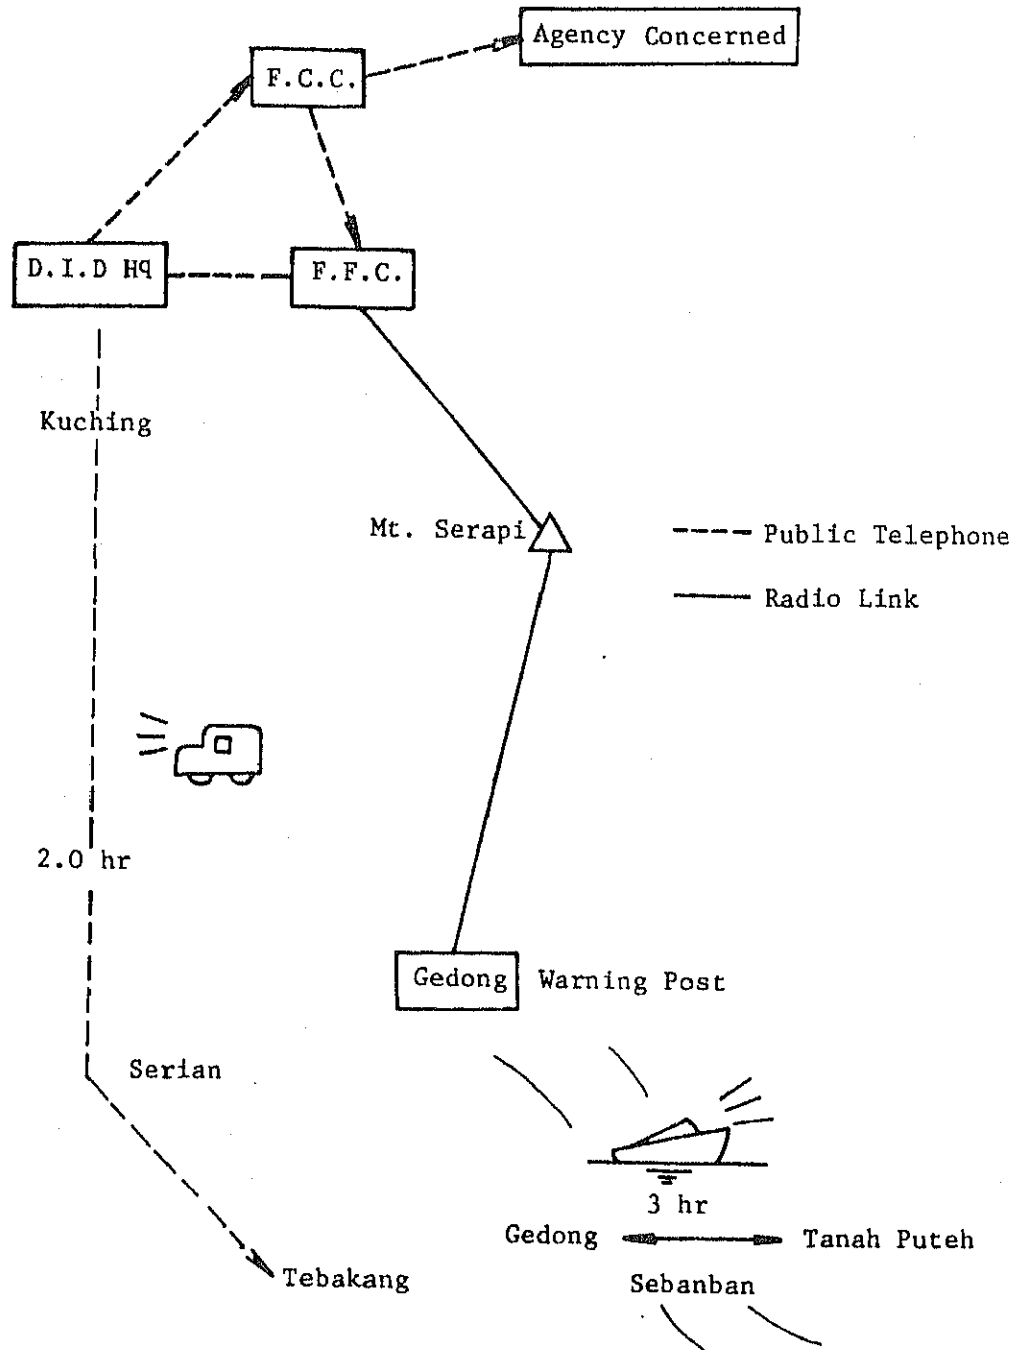 Agency Concerned
F.C.C.
D.I.D Hq
F.F.C.
Kuching
Mt. Serapi
Public Telephone
Radio Link
2.0 hr
Gedong Warning Post
Serian
3 hr
Gedong Tanah Puteh
Tebakang
Sebanban